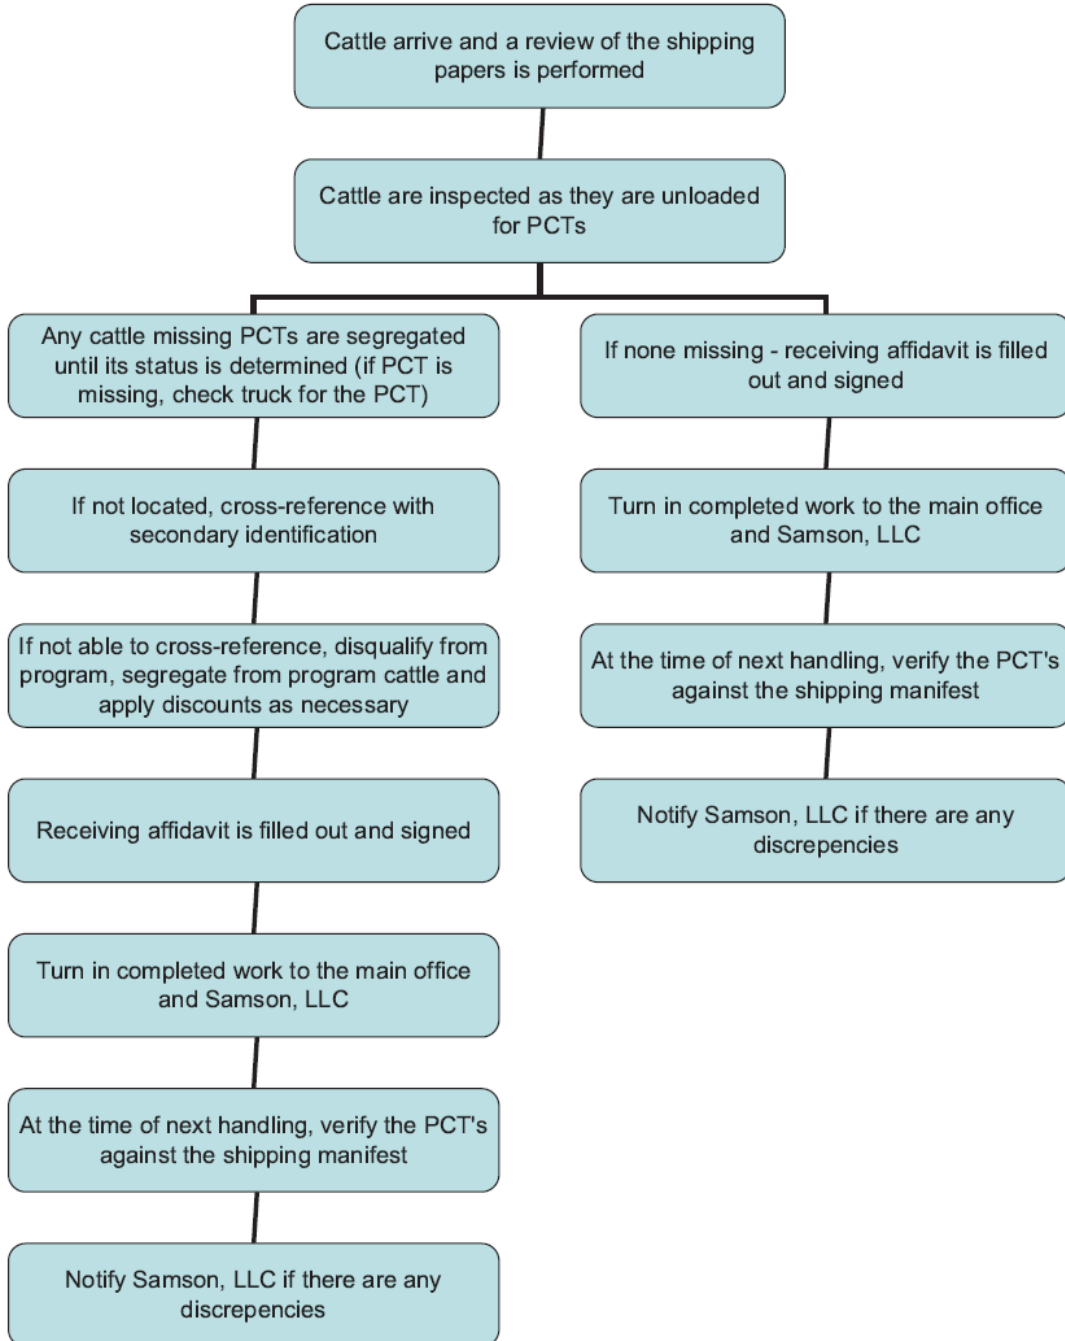 Cattle arrive and a review of the shipping
papers is performed
Cattle are inspected as they are unloaded
for PCTs
Any cattle missing PCTs are segregated
until its status is determined (if PCT is
missing, check truck for the PCT)
If not located, cross-reference with
secondary identification
If not able to cross-reference, disqualify from
program, segregate from program cattle and
apply discounts as necessary
Receiving affidavit is filled out and signed
Turn in completed work to the main office
and Samson, LLC
At the time of next handling, verify the PCT's
against the shipping manifest
Notify Samson, LLC if there are any
discrepencies
If none missing - receiving affidavit is filled
out and signed
Turn in completed work to the main office
and Samson, LLC
At the time of next handling, verify the PCT's
against the shipping manifest
Notify Samson, LLC if there are any
discrepencies